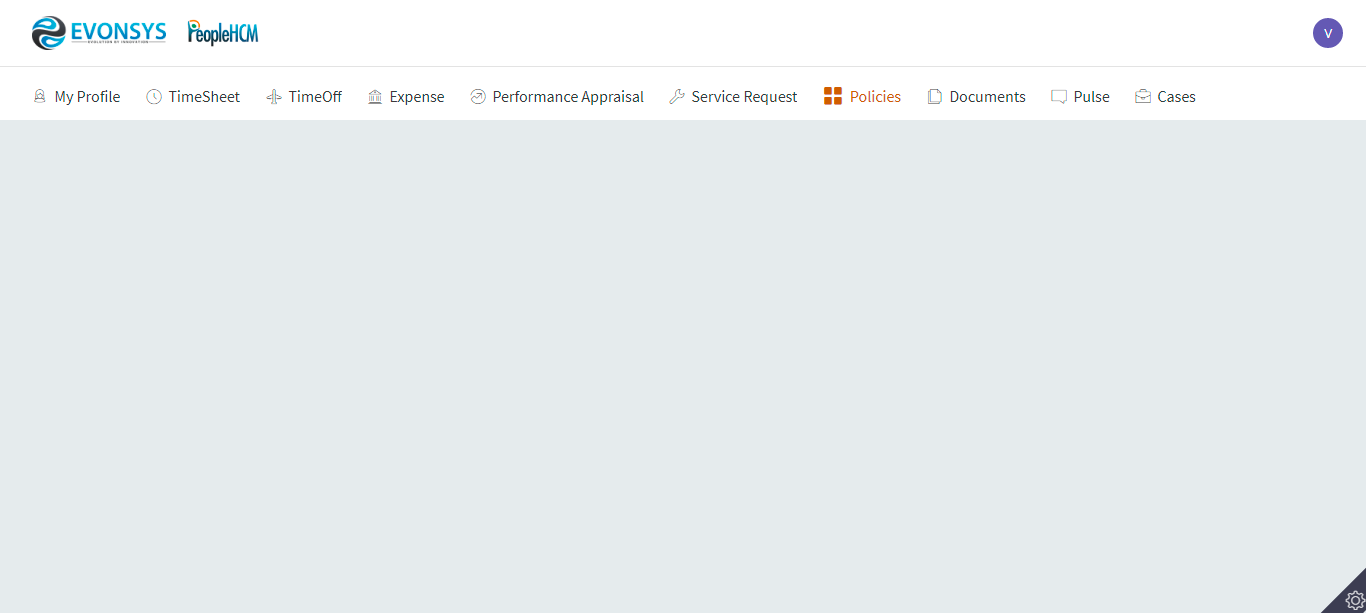 EVONSYS
EVOLUTION BY INNOVATION
PeopleHCM
V
My Profile TimeSheet TimeOff Expense Performance Appraisal Service Request Policies Documents Pulse Cases